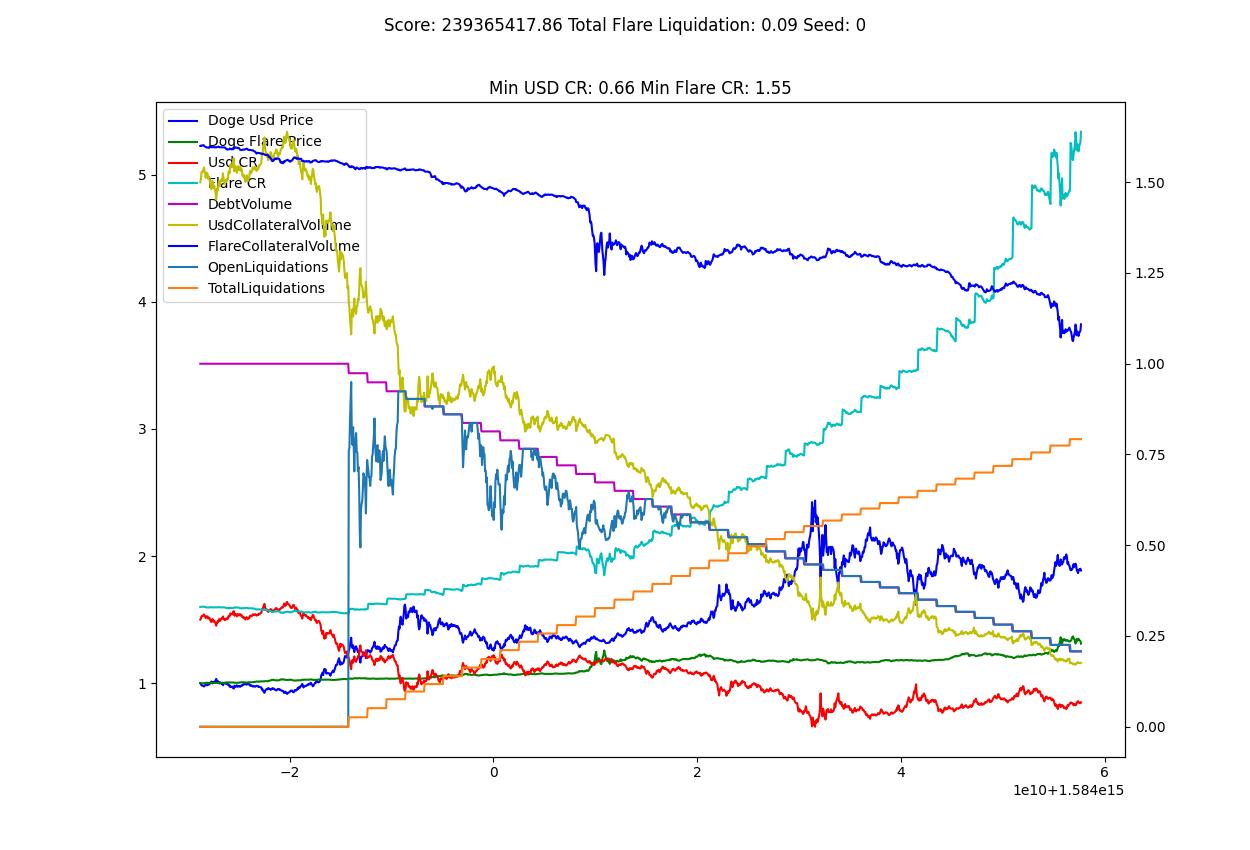 Score: 239365417.86 Total Flare Liquidation: 0.09 Seed: 0
Min USD CR: 0.66 Min Flare CR: 1.55
Doge Usd Price
Doge Flare Price
Usd CR
Flare CR
DebtVolume
UsdCollateralVolume
FlareCollateralVolume
OpenLiquidations
TotalLiquidations
5
4
3
2
1
1.50
1.25
1.00
0.75
0.50
0.25
0.00
−2
0
2
4
6
1e10+1.584e15